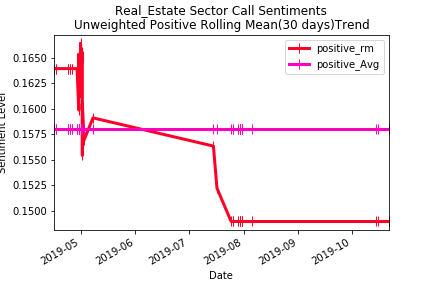 Real_Estate Sector Call Sentiments
Unweighted Positive Rolling Mean(30 days)Trend
positive_rm
positive_Avg
0.1650
0.1625
0.1600
0.1575
0.1550
0.1525
0.1500
Sentiment Level
2019-05
2019-06
2019-07
2019-08
2019-09
2019-10
Date